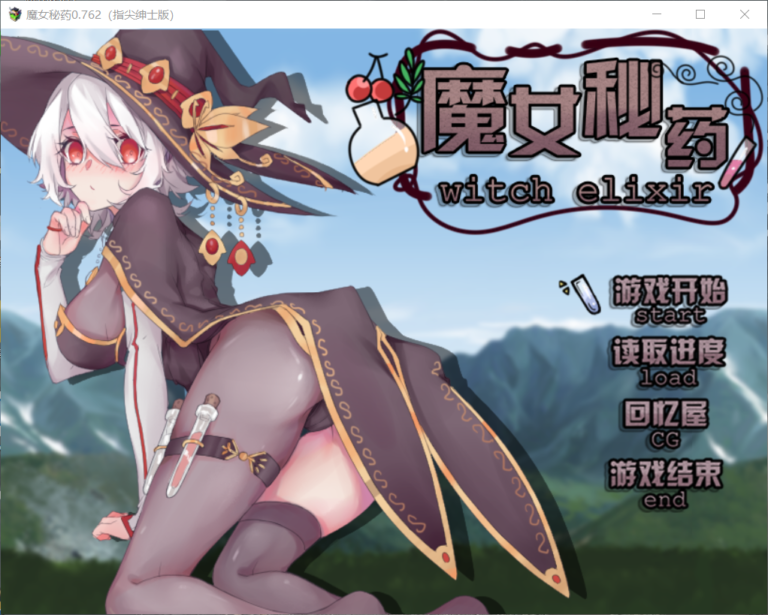 魔女秘药0.762（指尖绅士版）
魔女秘药
witch elixir
游戏开始
start
读取进度
load
回忆屋
CG
游戏结束
end